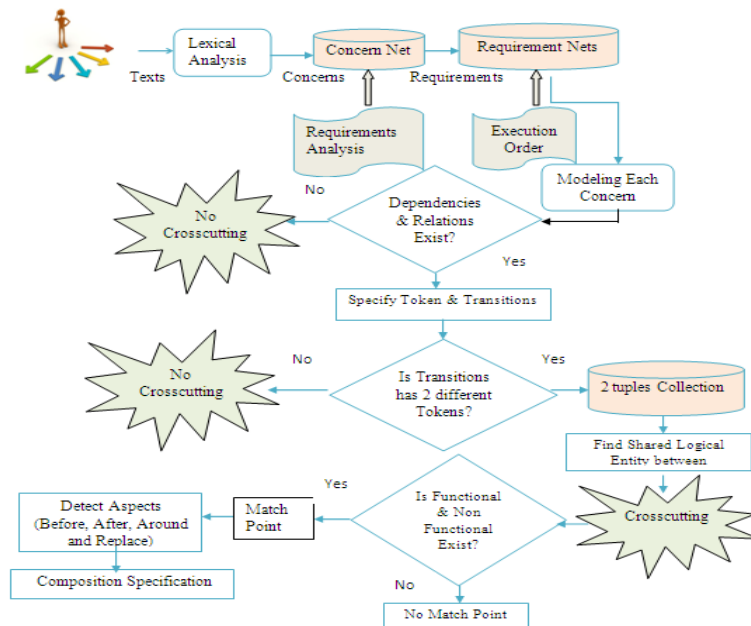 Lexical
Analysis
Concern Net
Requirement Nets
Texts
Concerns
Requirements
Requirements
Analysis
Execution
Order
Modeling Each
Concern
No
No
Crosscutting
Dependencies
& Relations
Exist?
Yes
Specify Token & Transitions
No
No
Crosscutting
Is Transitions
has 2 different
Tokens?
Yes
2 tuples Collection
Find Shared Logical
Entity between
Crosscutting
Is Functional
& Non
Functional
Exist?
Yes
Match
Point
Detect Aspects
(Before, After, Around
and Replace)
Composition Specification
No
No Match Point